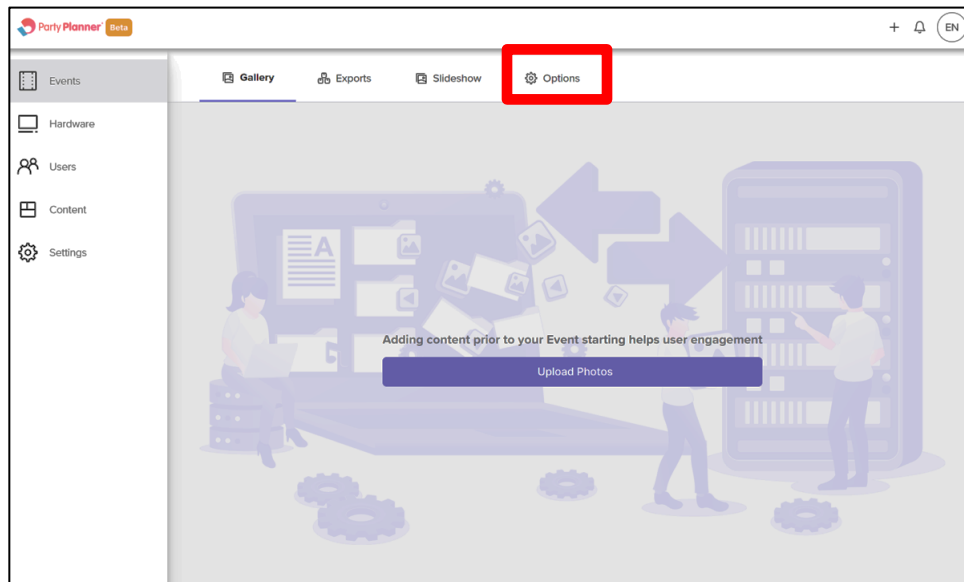 Party Planner Beta
EN
Events
Hardware
Users
Content
Settings
Gallery
Exports
Slideshow
Options
A
Adding content prior to your Event starting helps user engagement
Upload Photos